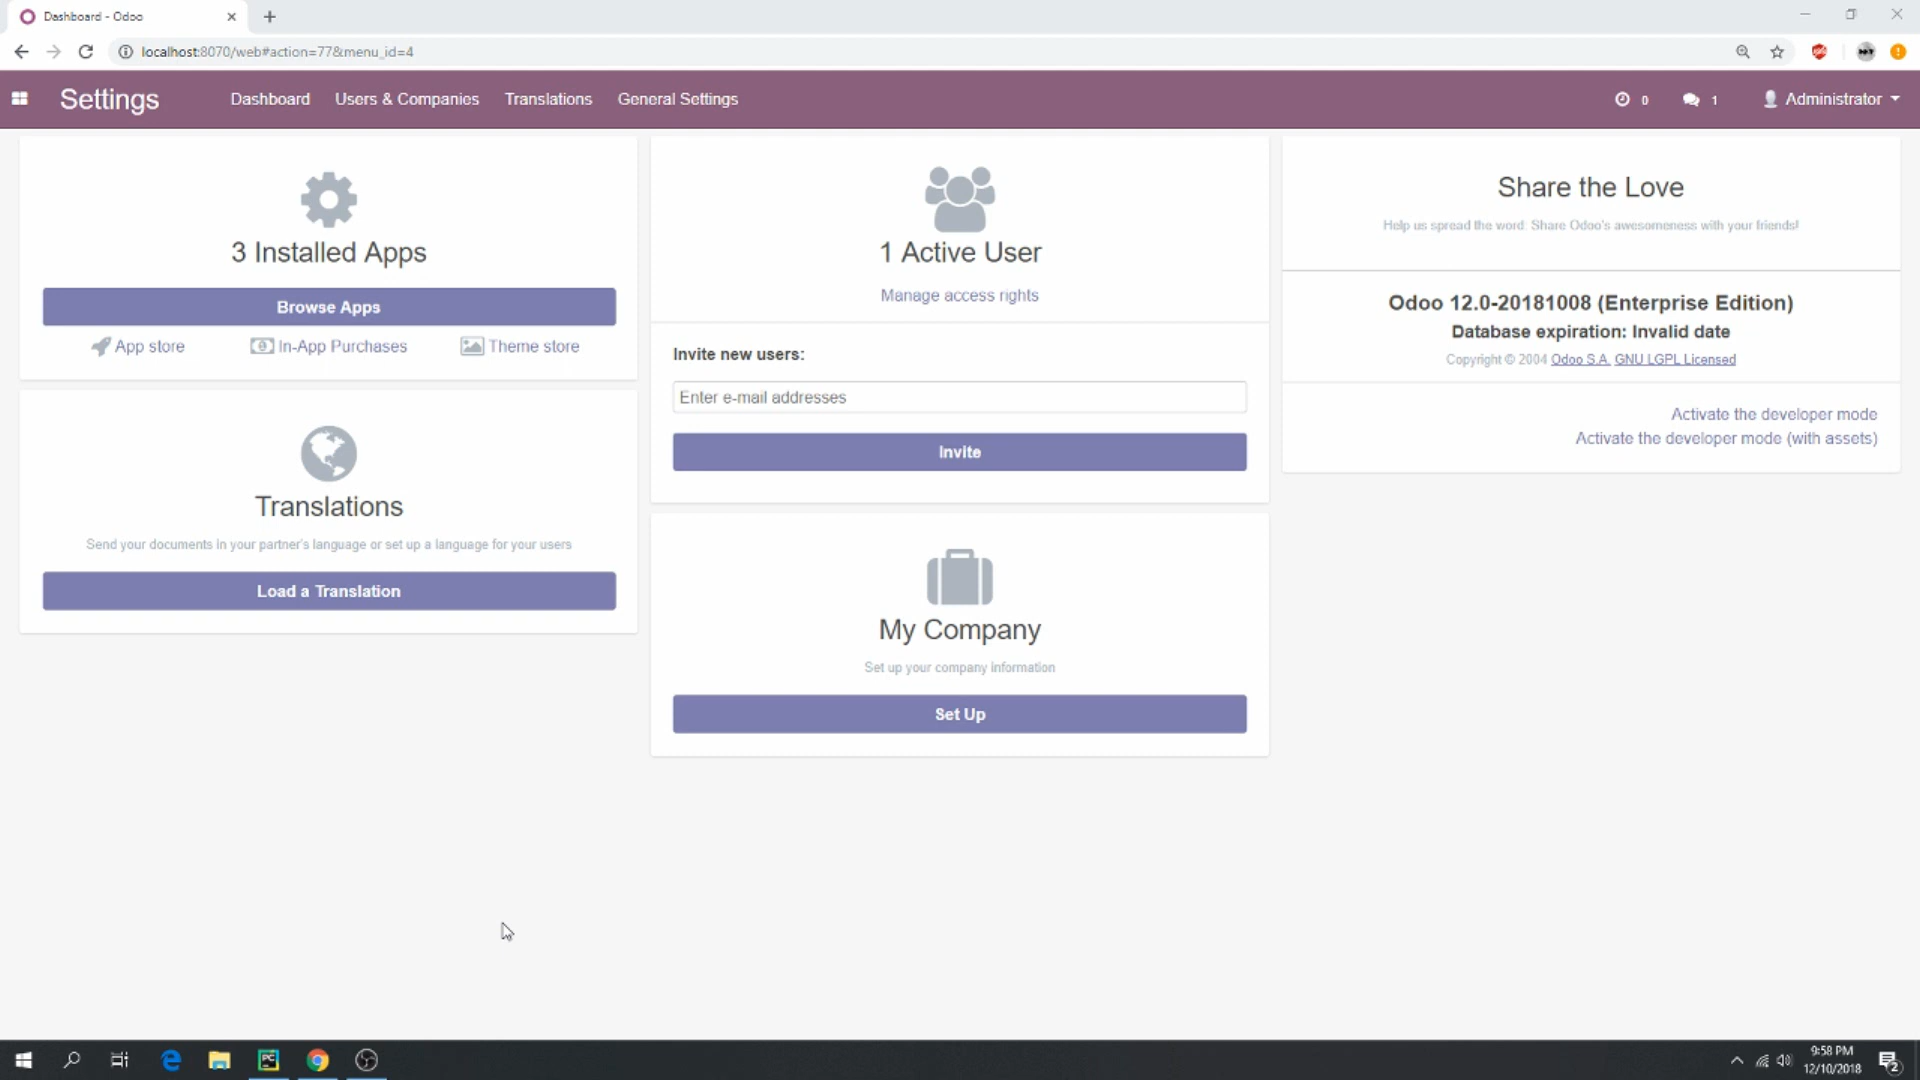 Dashboard - Odoo
localhost:8070/web#action=77&menu_id=4
Settings
Dashboard
Users & Companies
Translations
General Settings
0
1
Administrator
3 Installed Apps
Browse Apps
App store
In-App Purchases
Theme store
Translations
Send your documents in your partner's language or set up a language for your users
Load a Translation
1 Active User
Manage access rights
Invite new users:
Enter e-mail addresses
Invite
My Company
Set up your company information
Set Up
Share the Love
Help us spread the word: Share Odoo's awesomeness with your friends!
Odoo 12.0-20181008 (Enterprise Edition)
Database expiration: Invalid date
Copyright © 2004 Odoo S.A. GNU LGPL Licensed
Activate the developer mode
Activate the developer mode (with assets)
PC
9:58 PM
12/10/2018
2